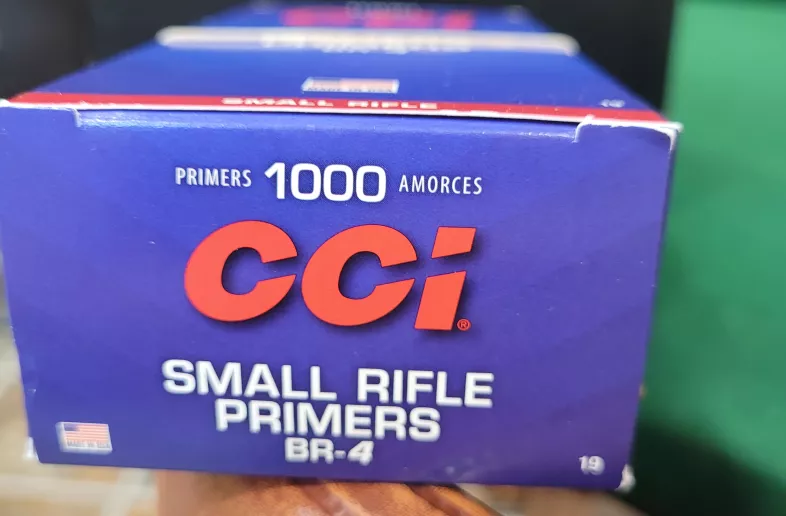 SMALL RIFLE
PRIMERS 1000 AMORCES
CCi®
SMALL RIFLE
PRIMERS
BR-4
19